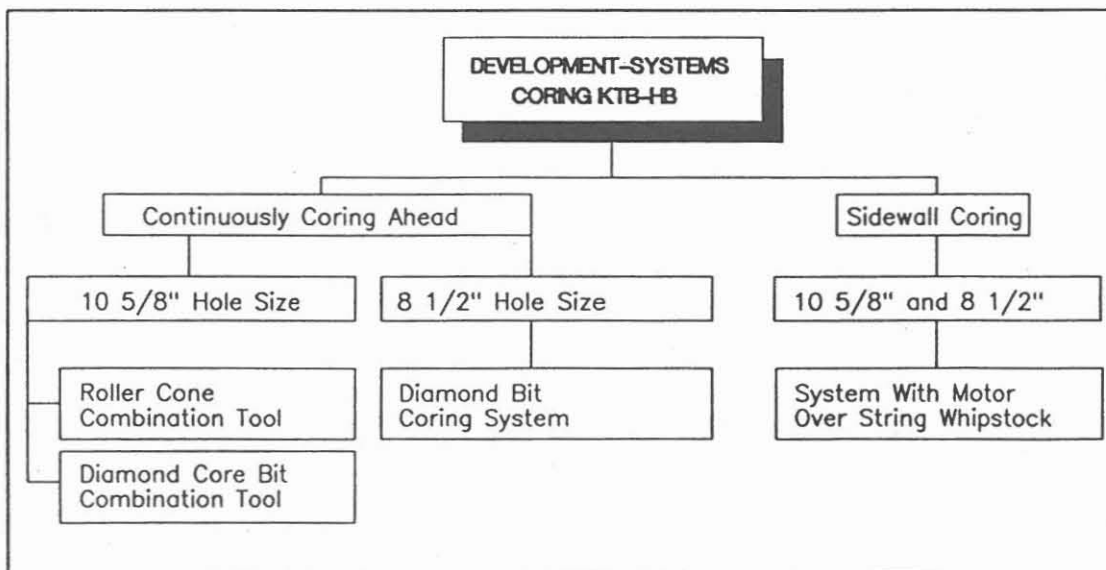 DEVELOPMENT-SYSTEMS
CORING KTB-HB
Continuously Coring Ahead
Sidewall Coring
10 5/8" Hole Size
8 1/2" Hole Size
10 5/8" and 8 1/2"
Roller Cone
Combination Tool
Diamond Bit
Coring System
System With Motor
Over String Whipstock
Diamond Core Bit
Combination Tool